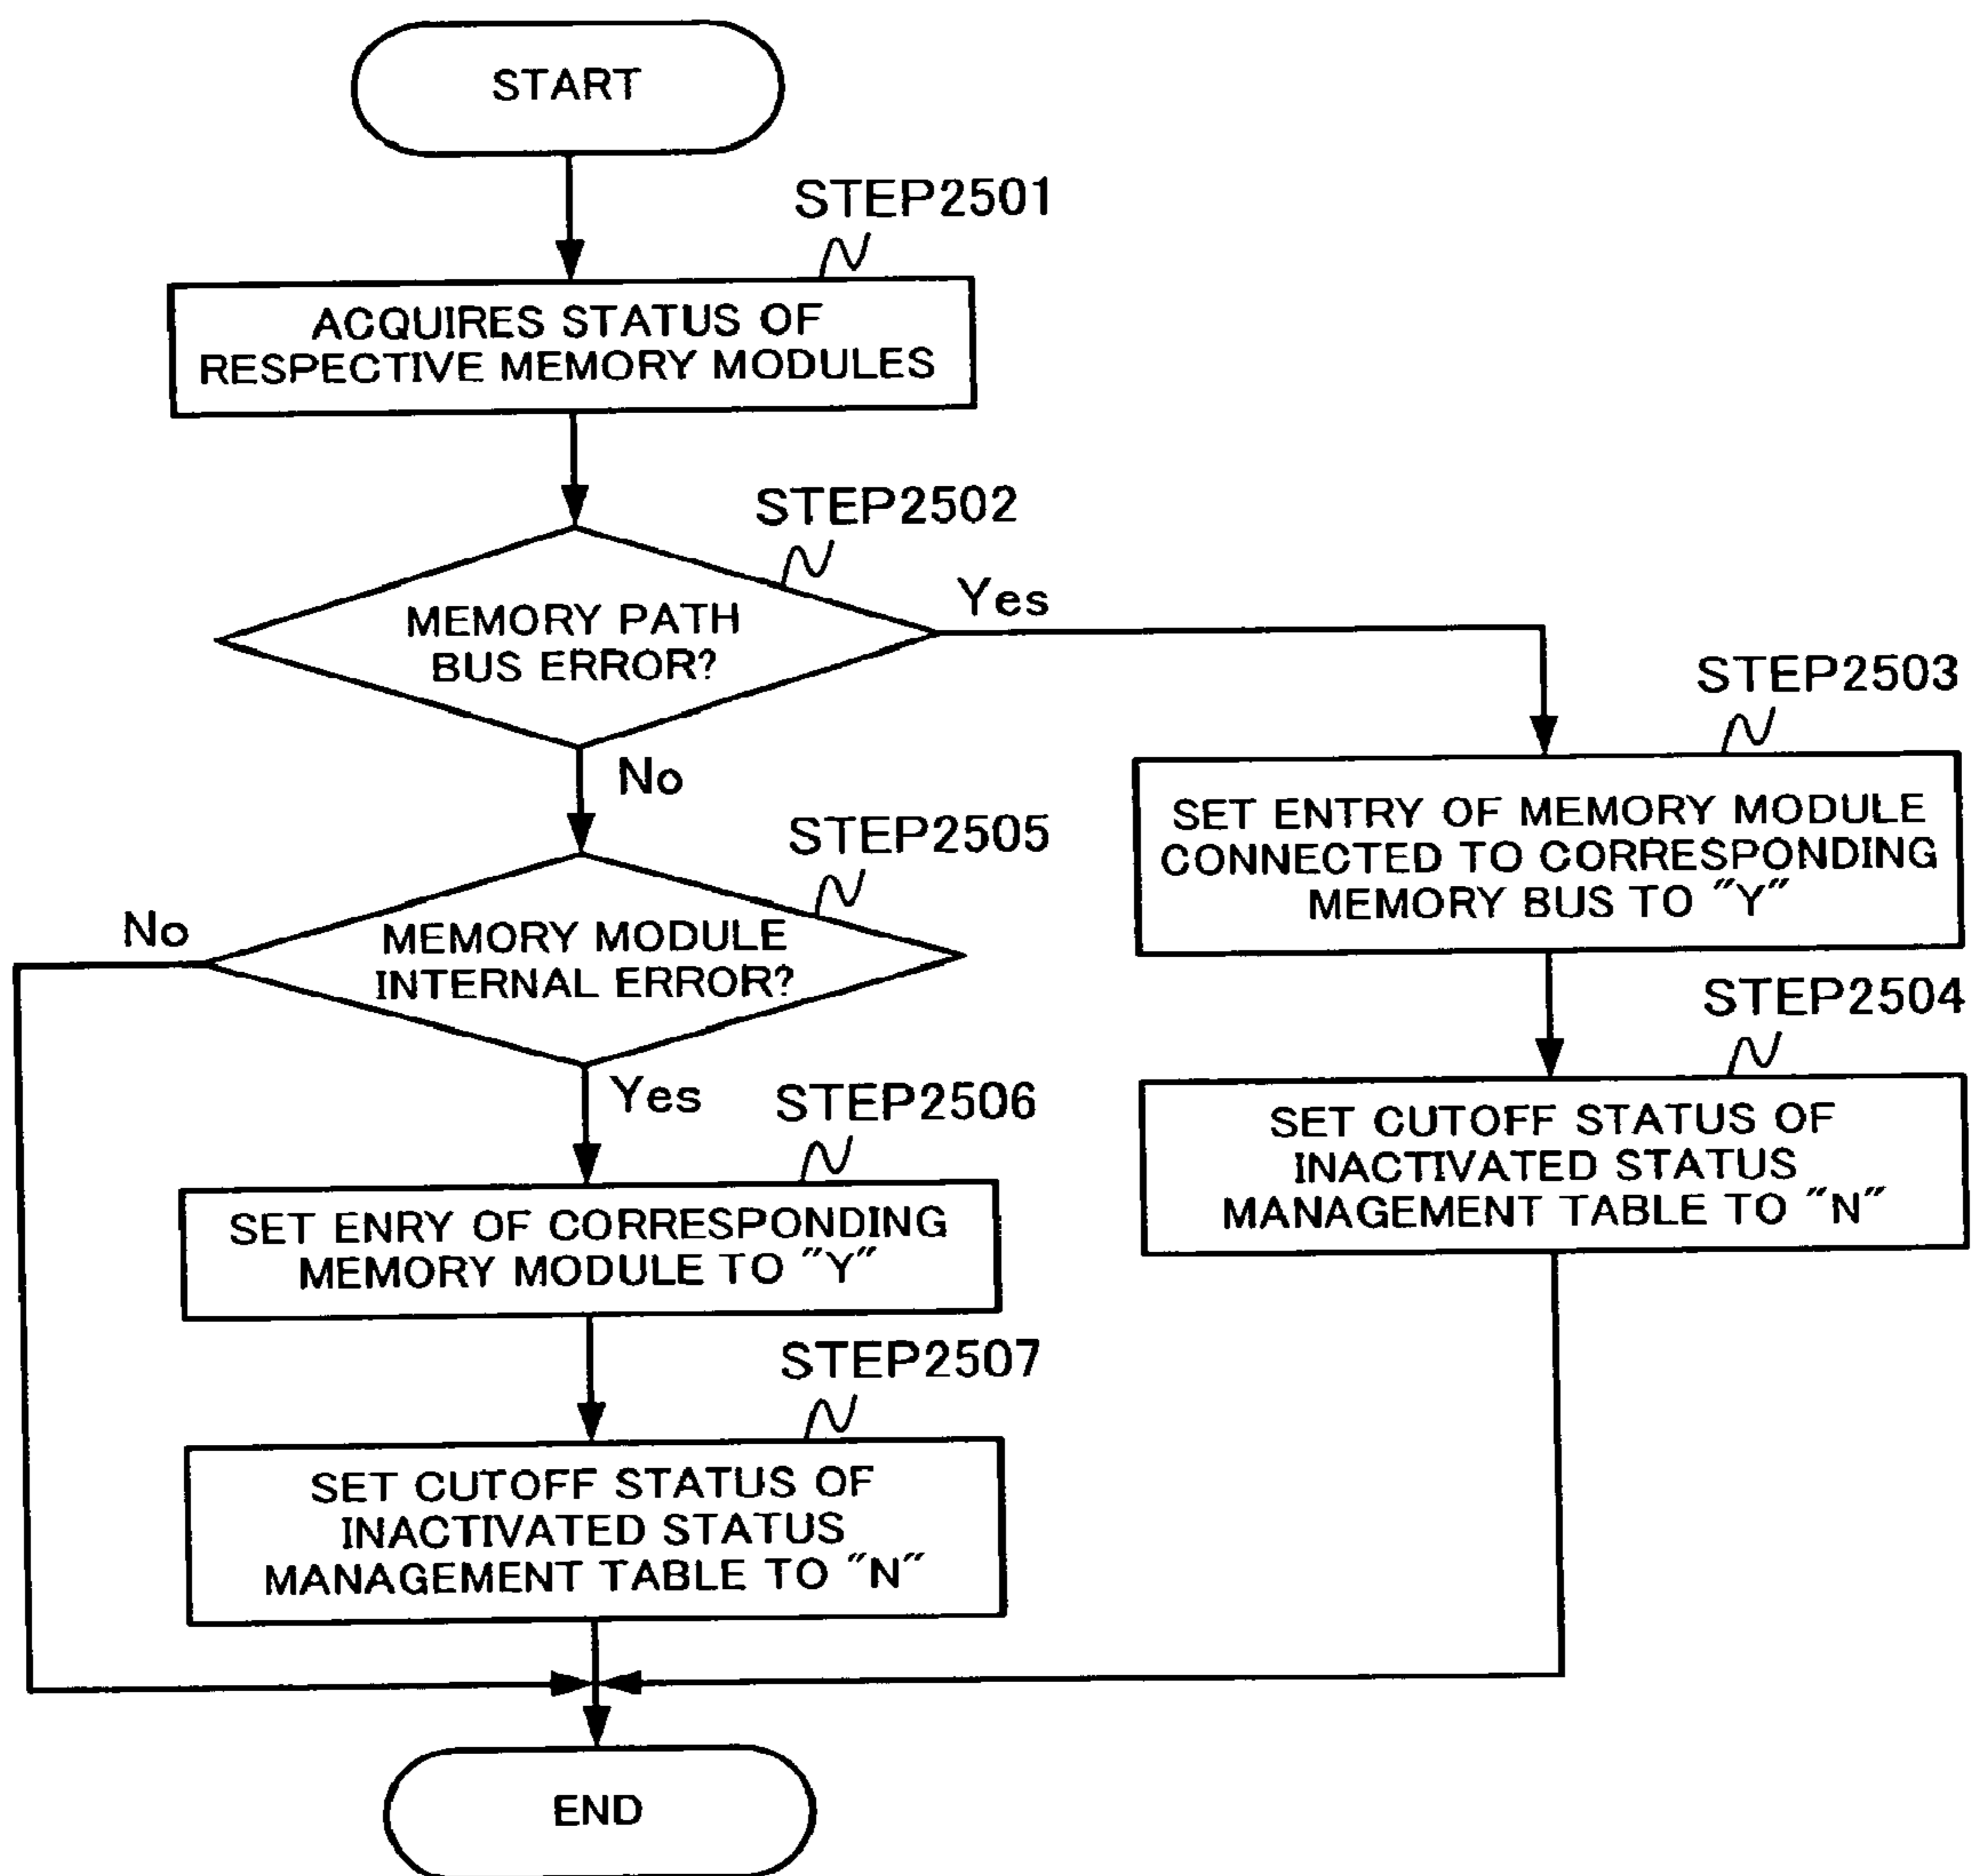 START
STEP2501
ACQUIRES STATUS OF
RESPECTIVE MEMORY MODULES
STEP2502
MEMORY PATH
BUS ERROR?
Yes
No
STEP2503
SET ENTRY OF MEMORY MODULE
CONNECTED TO CORRESPONDING
MEMORY BUS TO "Y"
STEP2504
SET CUTOFF STATUS OF
INACTIVATED STATUS
MANAGEMENT TABLE TO "N"
STEP2505
MEMORY MODULE
INTERNAL ERROR?
No
Yes
STEP2506
SET ENRY OF CORRESPONDING
MEMORY MODULE TO "Y"
STEP2507
SET CUTOFF STATUS OF
INACTIVATED STATUS
MANAGEMENT TABLE TO "N"
END